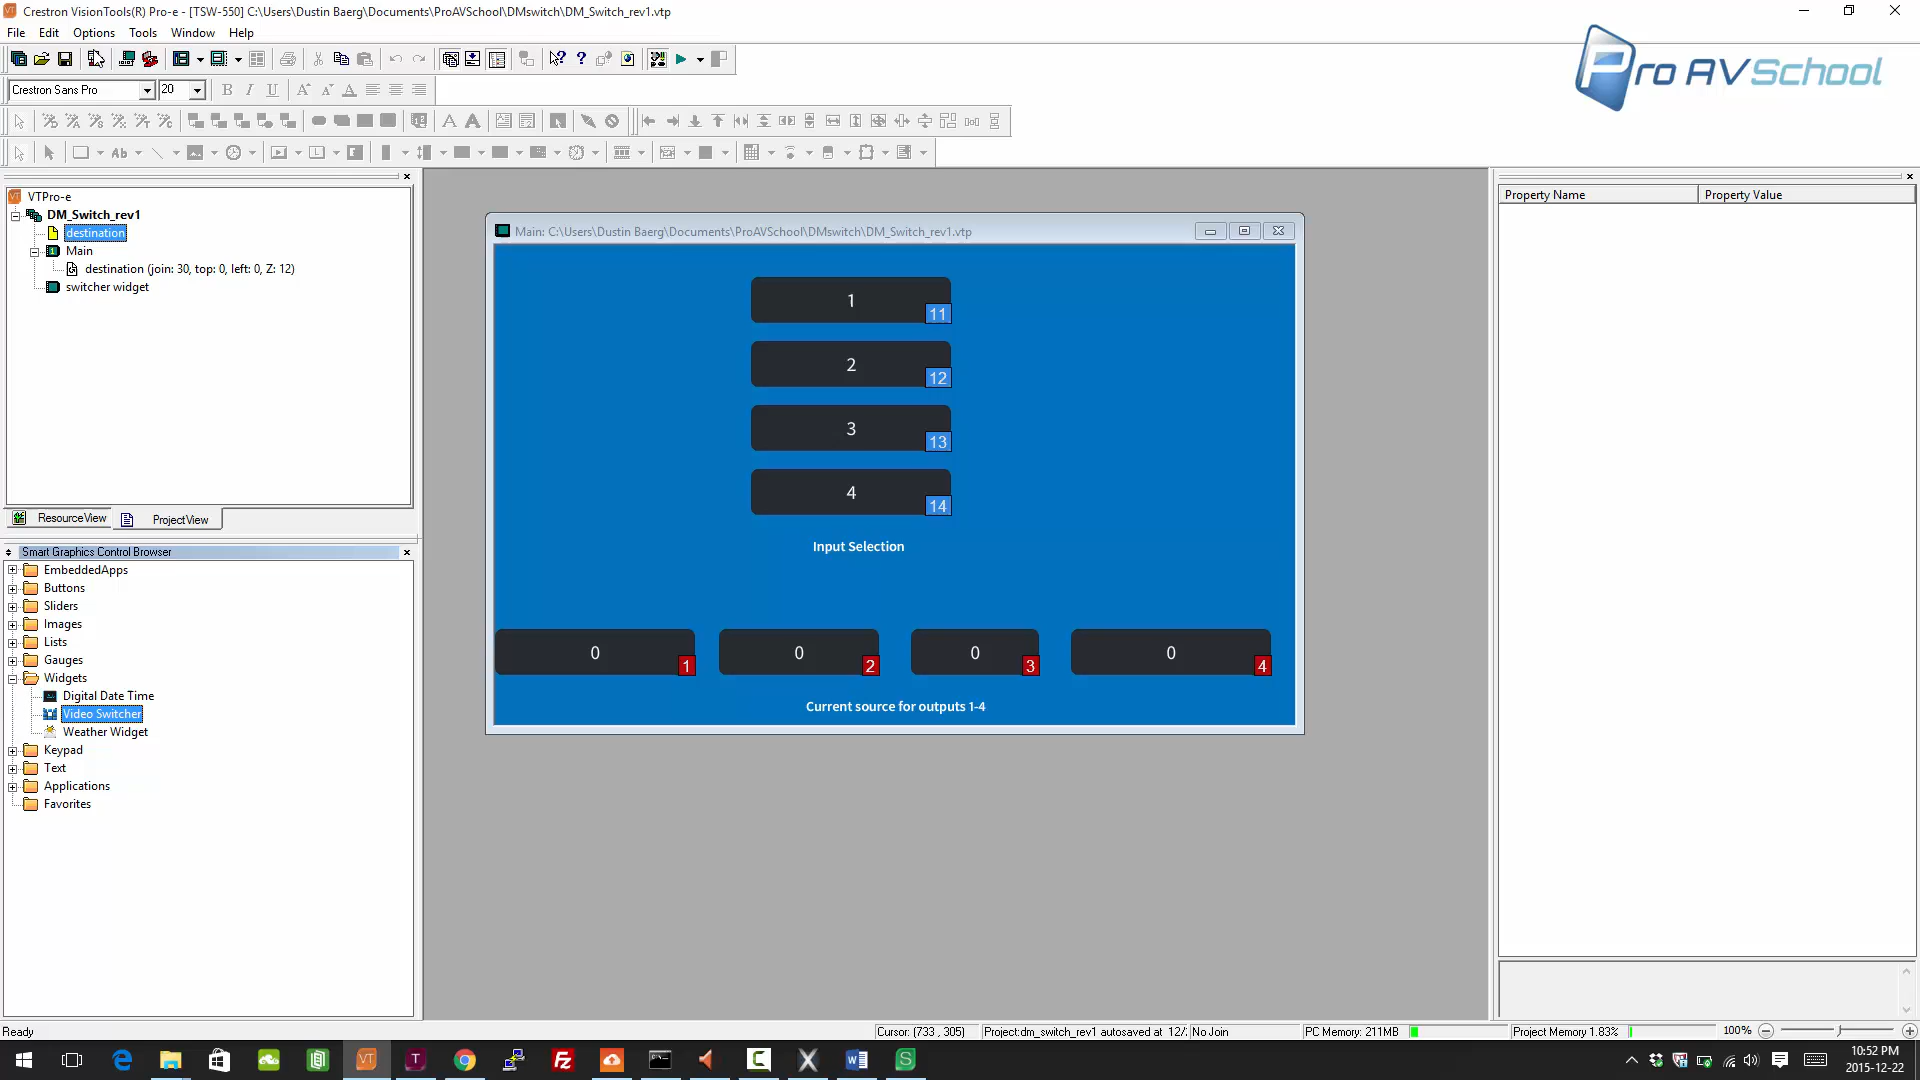 Crestron VisionTools(R) Pro-e - [TSW-550] C:\Users\Dustin Baerg\Documents\ProAVSchool\DMswitch\DM_Switch_rev1.vtp
File Edit Options Tools Window Help
Pro AVSchool
Crestron Sans Pro 20 B I U
VTPro-e
DM_Switch_rev1
destination
Main
destination (join: 30, top: 0, left: 0, Z: 12)
switcher widget
ResourceView ProjectView
Smart Graphics Control Browser
EmbeddedApps
Buttons
Sliders
Images
Lists
Gauges
Widgets
Digital Date Time
Video Switcher
Weather Widget
Keypad
Text
Applications
Favorites
Main: C:\Users\Dustin Baerg\Documents\ProAVSchool\DMswitch\DM_Switch_rev1.vtp
1 11
2 12
3 13
4 14
Input Selection
0 1 0 2 0 3 0 4
Current source for outputs 1-4
Property Name Property Value
Ready Cursor: (733 , 305) Project:dm_switch_rev1 autosaved at 12/ No Join PC Memory: 211MB Project Memory 1.83% 100%
10:52 PM
2015-12-22